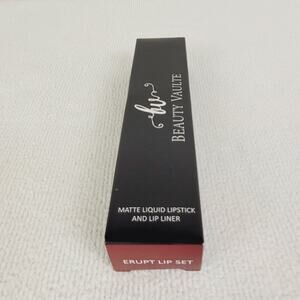 bv
BEAUTY VAULTE
MATTE LIQUID LIPSTICK
AND LIP LINER
ERUPT LIP SET